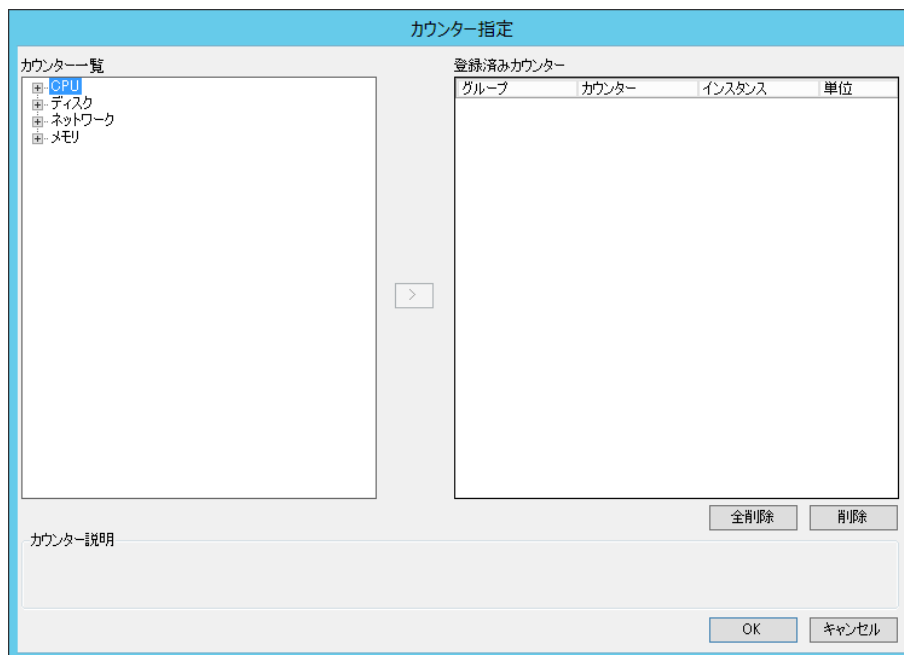 カウンター指定
カウンター一覧
CPU
ディスク
ネットワーク
メモリ
>
登録済みカウンター
グループ カウンター インスタンス 単位
全削除 削除
カウンター説明
OK キャンセル